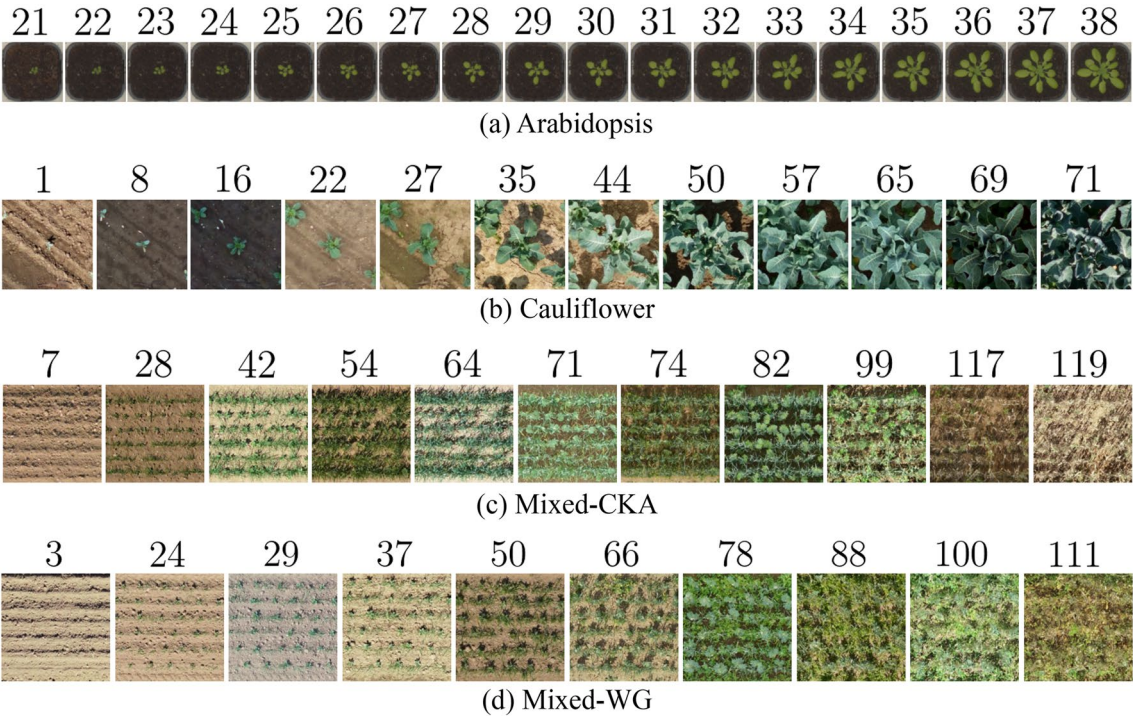 21 22 23 24 25 26 27 28 29 30 31 32 33 34 35 36 37 38
(a) Arabidopsis
1 8 16 22 27 35 44 50 57 65 69 71
(b) Cauliflower
7 28 42 54 64 71 74 82 99 117 119
(c) Mixed-CKA
3 24 29 37 50 66 78 88 100 111
(d) Mixed-WG